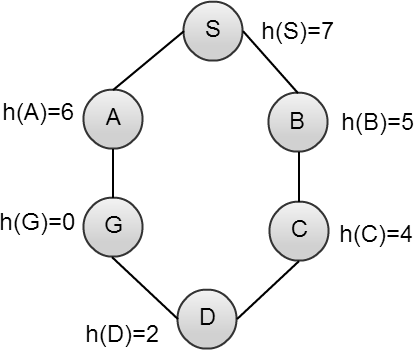 S
h(S)=7
h(A)=6
A
B
h(B)=5
h(G)=0
G
C
h(C)=4
D
h(D)=2